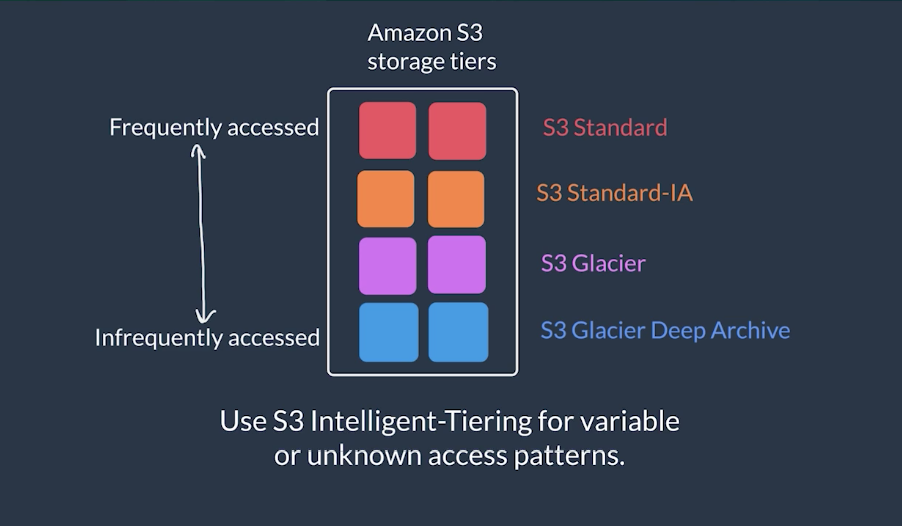 Amazon S3
storage tiers
Frequently accessed
S3 Standard
S3 Standard-IA
S3 Glacier
Infrequently accessed
S3 Glacier Deep Archive
Use S3 Intelligent-Tiering for variable
or unknown access patterns.